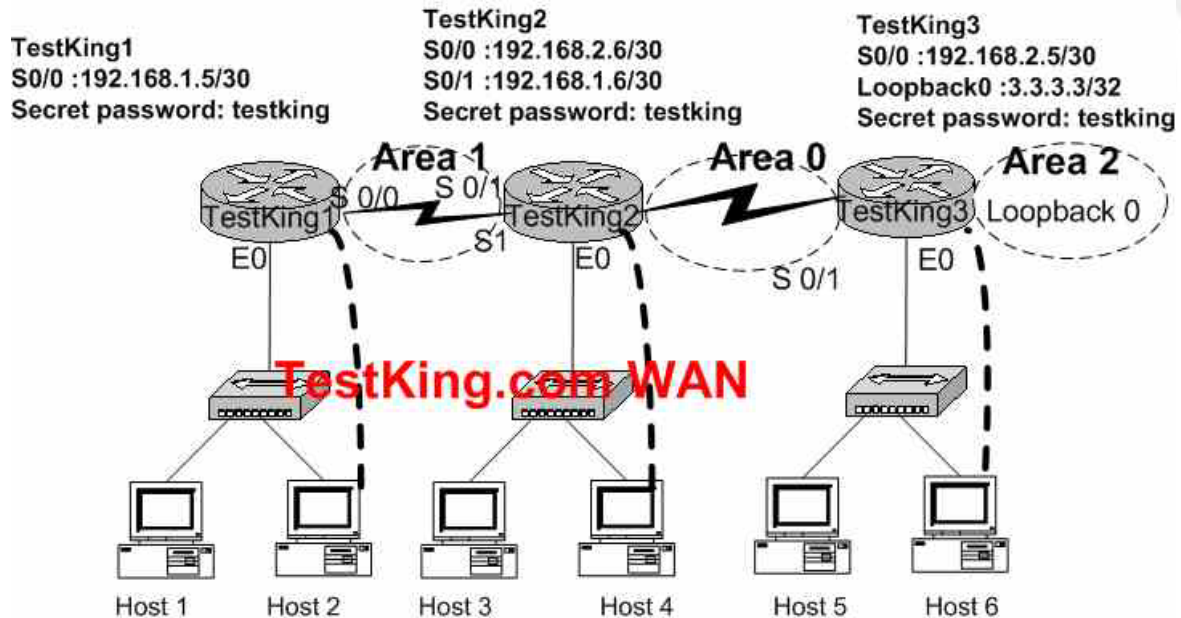 TestKing1
S0/0 :192.168.1.5/30
Secret password: testking
TestKing2
S0/0 :192.168.2.6/30
S0/1 :192.168.1.6/30
Secret password: testking
TestKing3
S0/0 :192.168.2.5/30
Loopback0 :3.3.3.3/32
Secret password: testking
Area 1
Area 0
Area 2
TestKing1
S 0/0
S 0/1
S1
TestKing2
S 0/1
TestKing3
Loopback 0
E0
E0
E0
TestKing.com WAN
Host 1
Host 2
Host 3
Host 4
Host 5
Host 6